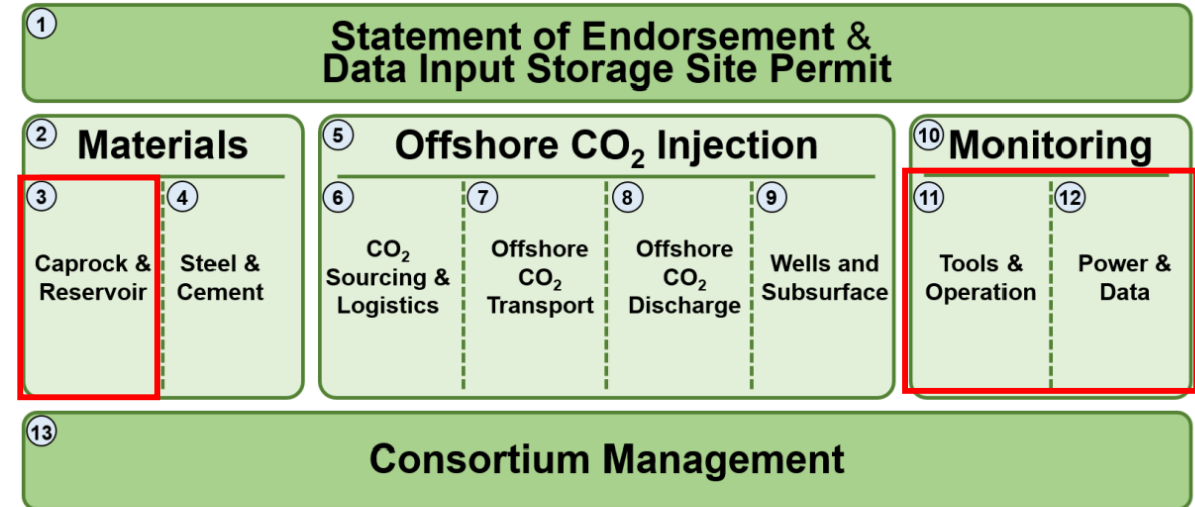 1
Statement of Endorsement &
Data Input Storage Site Permit
2
Materials
3
Caprock &
Reservoir
4
Steel &
Cement
5
Offshore CO₂ Injection
6
CO₂
Sourcing &
Logistics
7
Offshore
CO₂
Transport
8
Offshore
CO₂
Discharge
9
Wells and
Subsurface
10
Monitoring
11
Tools &
Operation
12
Power &
Data
13
Consortium Management